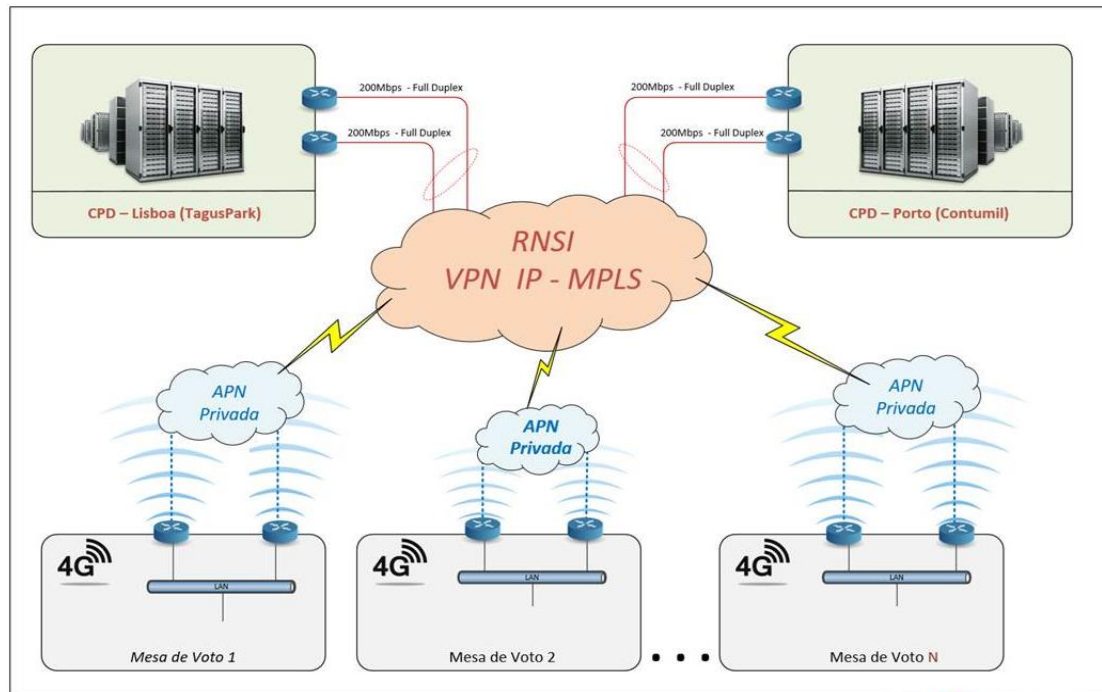 200Mbps - Full Duplex
200Mbps - Full Duplex
200Mbps - Full Duplex
200Mbps - Full Duplex
CPD – Lisboa (TagusPark)
CPD – Porto (Contumil)
RNSI
VPN IP - MPLS
APN
Privada
APN
Privada
APN
Privada
4G
LAN
Mesa de Voto 1
4G
LAN
Mesa de Voto 2
. . .
4G
LAN
Mesa de Voto N